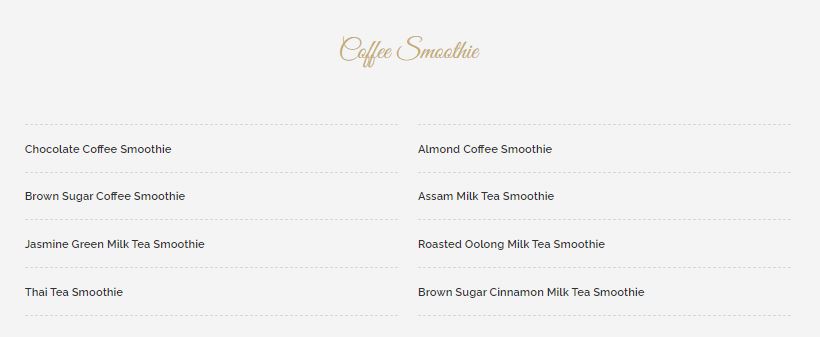 Coffee Smoothie
Chocolate Coffee Smoothie
Almond Coffee Smoothie
Brown Sugar Coffee Smoothie
Assam Milk Tea Smoothie
Jasmine Green Milk Tea Smoothie
Roasted Oolong Milk Tea Smoothie
Thai Tea Smoothie
Brown Sugar Cinnamon Milk Tea Smoothie